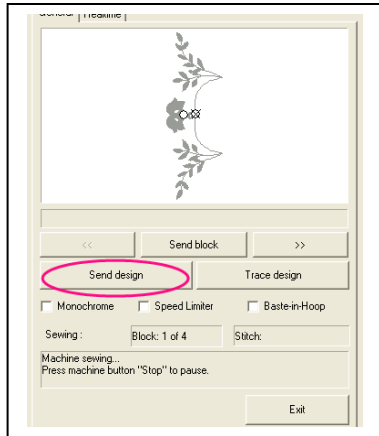 General Realtime
<< Send block >>
Send design Trace design
Monochrome Speed Limiter Baste-in-Hoop
Sewing : Block: 1 of 4 Stitch:
Machine sewing...
Press machine button "Stop" to pause.
Exit